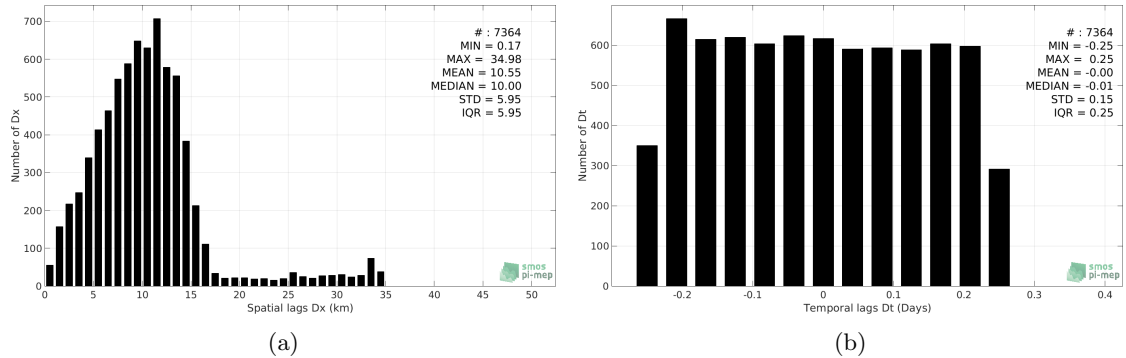 700
600
500
400
300
200
100
0
Number of Dx
0 5 10 15 20 25 30 35 40 45 50
Spatial lags Dx (km)
# : 7364
MIN = 0.17
MAX = 34.98
MEAN = 10.55
MEDIAN = 10.00
STD = 5.95
IQR = 5.95
smos
pi-mep
(a)
600
500
400
300
200
100
0
Number of Dt
-0.2 -0.1 0 0.1 0.2 0.3 0.4
Temporal lags Dt (Days)
# : 7364
MIN = -0.25
MAX = 0.25
MEAN = -0.00
MEDIAN = -0.01
STD = 0.15
IQR = 0.25
smos
pi-mep
(b)